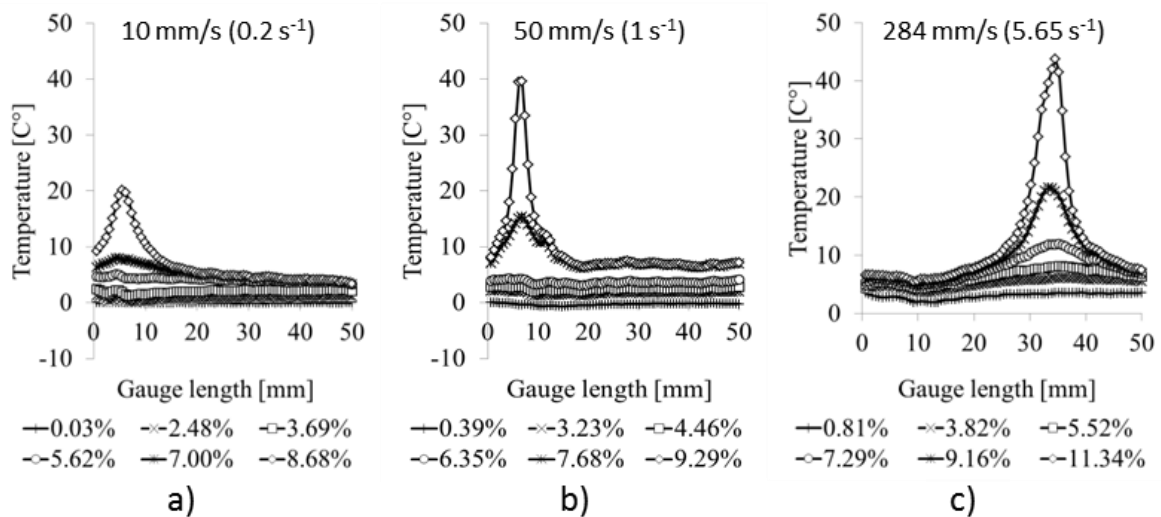 10 mm/s (0.2 s⁻¹)
50
40
30
20
10
0
-10
Temperature [C°]
0 10 20 30 40 50
Gauge length [mm]
0.03% 2.48% 3.69%
5.62% 7.00% 8.68%
a)
50 mm/s (1 s⁻¹)
50
40
30
20
10
0
-10
Temperature [C°]
0 10 20 30 40 50
Gauge length [mm]
0.39% 3.23% 4.46%
6.35% 7.68% 9.29%
b)
284 mm/s (5.65 s⁻¹)
50
40
30
20
10
0
Temperature [C°]
0 10 20 30 40 50
Gauge length [mm]
0.81% 3.82% 5.52%
7.29% 9.16% 11.34%
c)